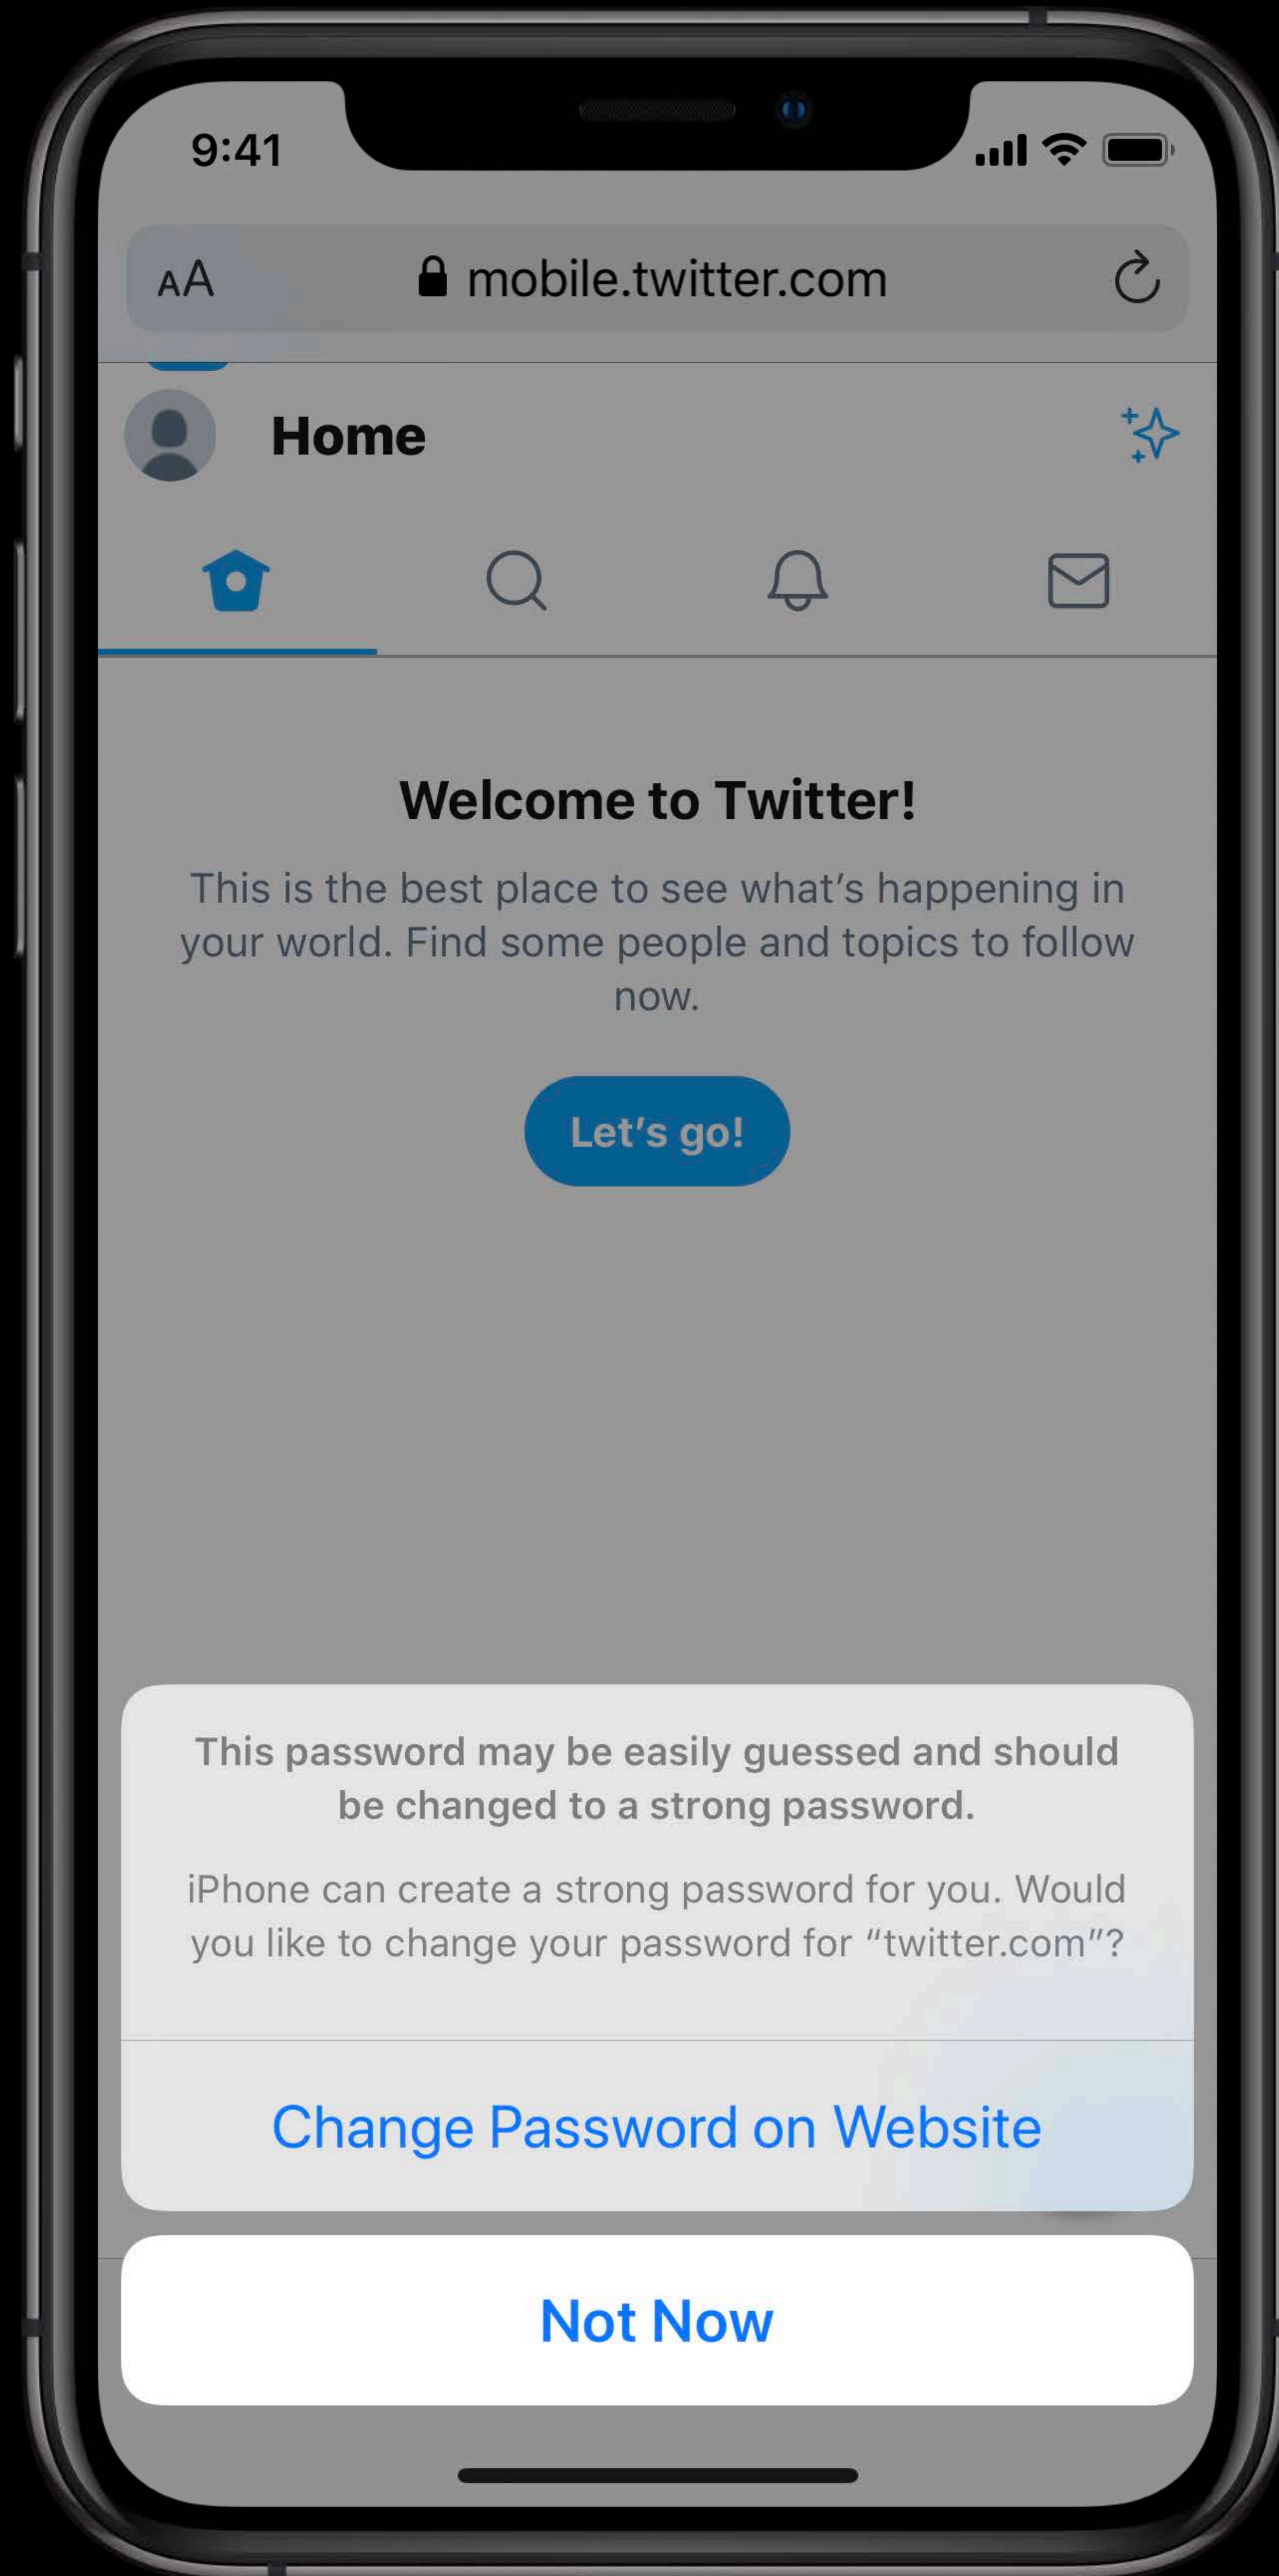 9:41
AA mobile.twitter.com
Home
Welcome to Twitter!
This is the best place to see what’s happening in
your world. Find some people and topics to follow
now.
Let’s go!
This password may be easily guessed and should
be changed to a strong password.
iPhone can create a strong password for you. Would
you like to change your password for “twitter.com”?
Change Password on Website
Not Now